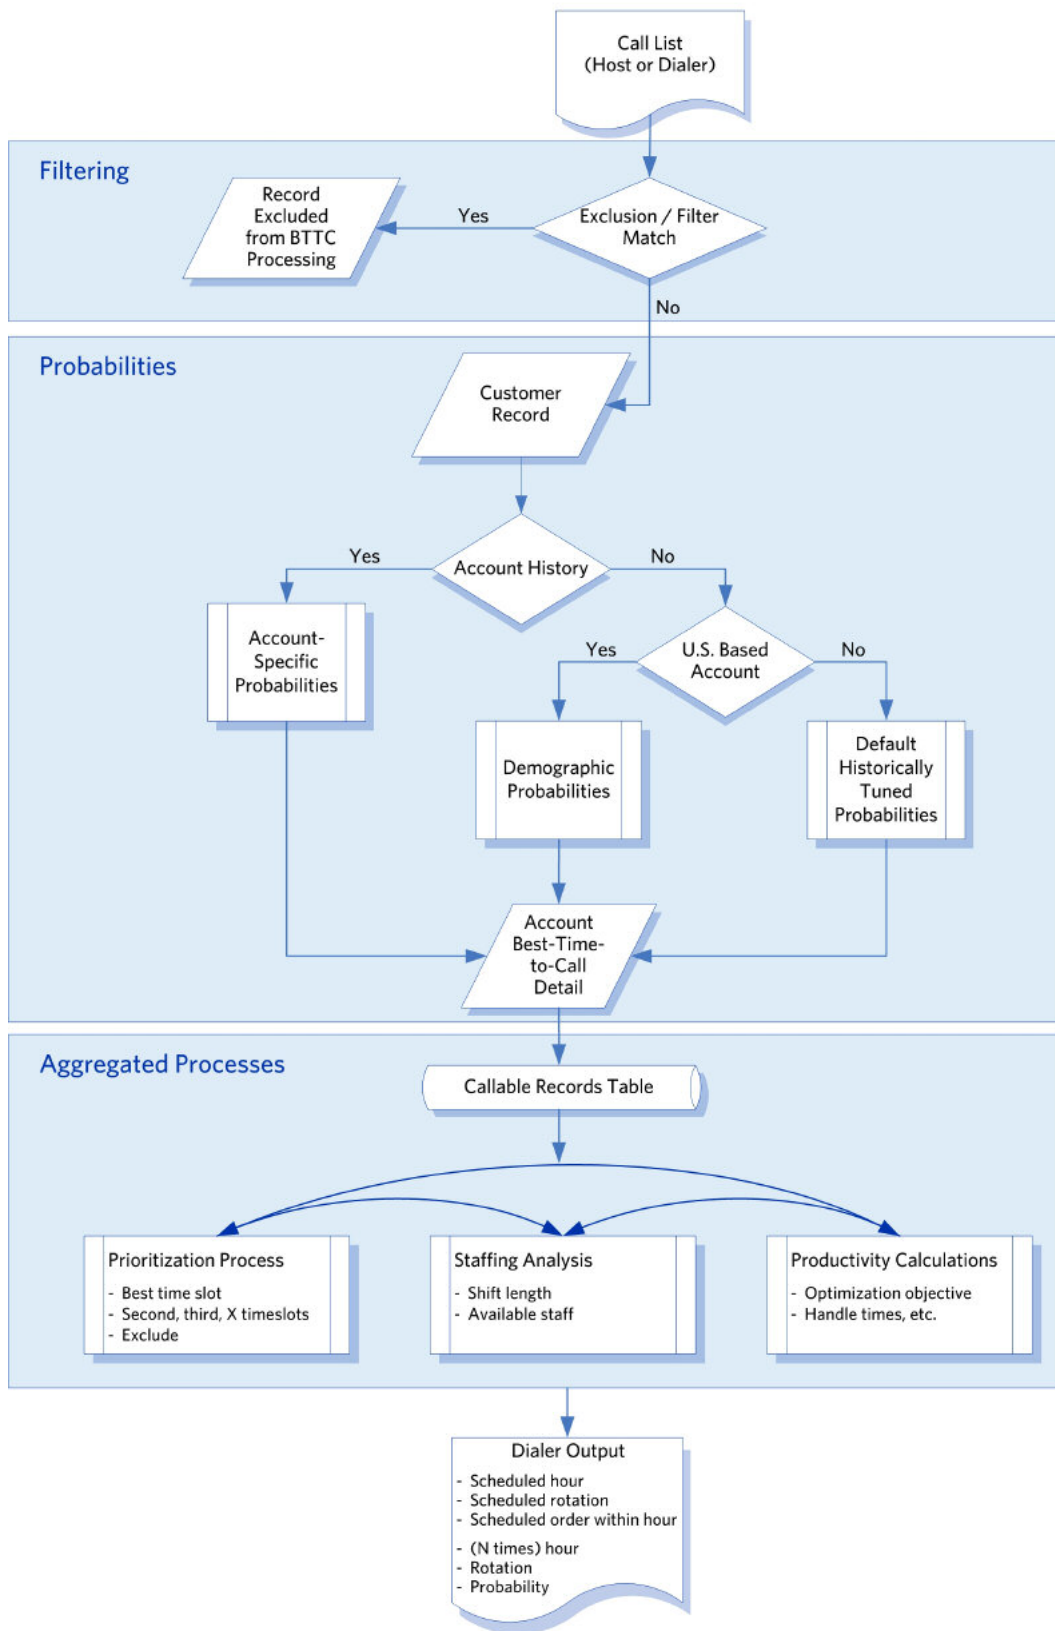 Call List
(Host or Dialer)
Filtering
Record
Excluded
from BTTC
Processing
Yes
Exclusion / Filter
Match
No
Probabilities
Customer
Record
Yes
Account History
No
Account-
Specific
Probabilities
Yes
U.S. Based
Account
No
Demographic
Probabilities
Default
Historically
Tuned
Probabilities
Account
Best-Time-
to-Call
Detail
Aggregated Processes
Callable Records Table
Prioritization Process
- Best time slot
- Second, third, X timeslots
- Exclude
Staffing Analysis
- Shift length
- Available staff
Productivity Calculations
- Optimization objective
- Handle times, etc.
Dialer Output
- Scheduled hour
- Scheduled rotation
- Scheduled order within hour
- (N times) hour
- Rotation
- Probability